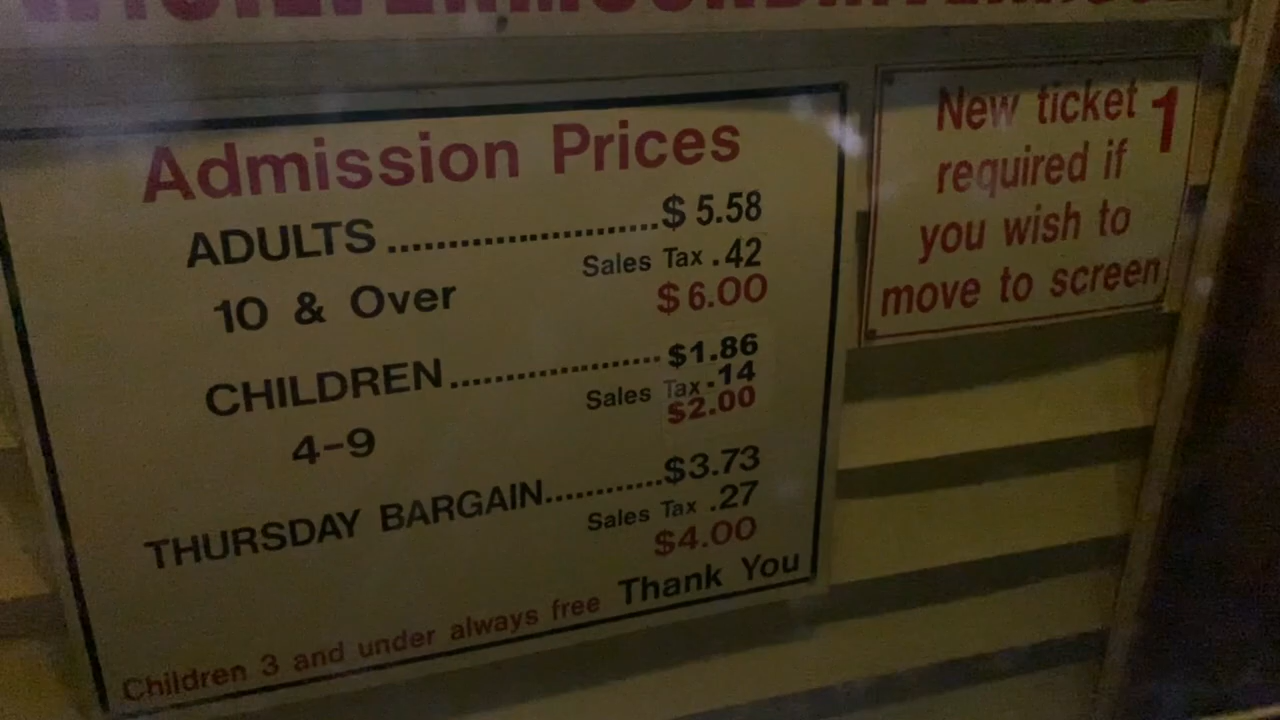 Admission Prices
ADULTS ..........................$ 5.58
Sales Tax .42
10 & Over $6.00
CHILDREN.....................$1.86
Sales Tax .14
$2.00
4-9
THURSDAY BARGAIN............$3.73
Sales Tax .27
$4.00
Children 3 and under always free Thank You
New ticket 1
required if
you wish to
move to screen